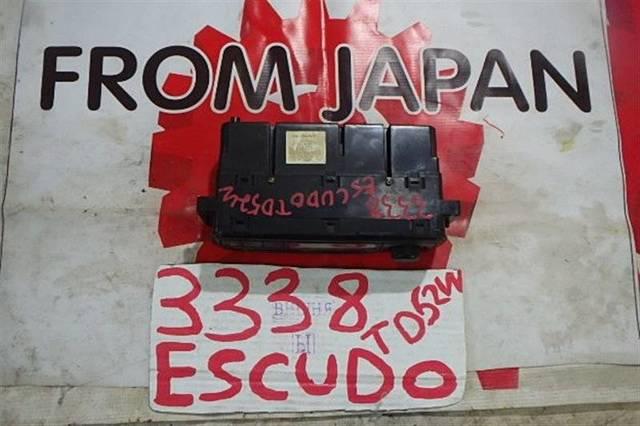 FROM JAPAN
3338
ESCUDO TD52W
3338
TD52W
ESCUDO